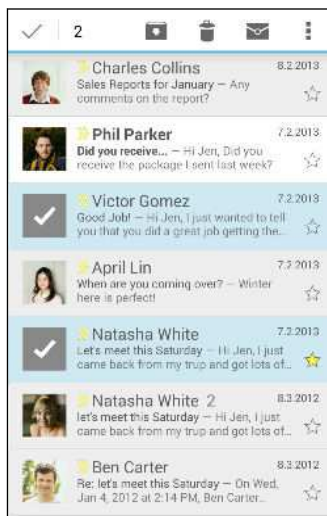 2
Charles Collins 8.2.2013
Sales Reports for January – Any
comments on the report?
Phil Parker 7.2.2013
Did you receive... – Hi Jen, Did you
receive the package I sent last week?
Victor Gomez 7.2.2013
Good Job! – Hi Jen, I just wanted to tell
you that you did a great job getting the...
April Lin 7.2.2013
When are you coming over? – Winter
here is perfect!
Natasha White 7.2.2013
Let's meet this Saturday – Hi Jen, I just
came back from my trup and got lots of...
Natasha White 2 8.3.2012
let's meet this Saturday – Hi Jen, I just
came back from my trup and got lots of...
Ben Carter 8.3.2012
Re: let's meet this Saturday – On Wed,
Jan 4, 2012 at 2:14 PM, Ben Carter...